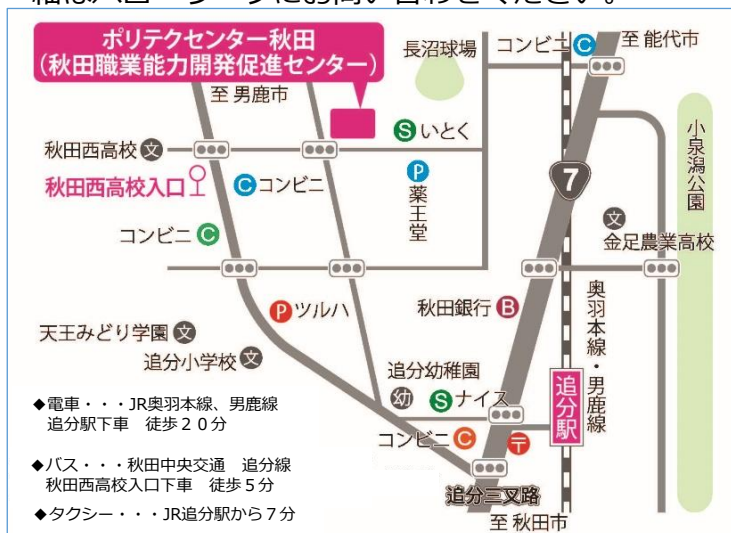 ポリテクセンター秋田
(秋田職業能力開発促進センター)
長沼球場
コンビニ
C
至 能代市
至 男鹿市
S いとく
秋田西高校 文
P
薬王堂
7
小泉潟公園
秋田西高校入口
C コンビニ
文
金足農業高校
コンビニ C
P ツルハ
秋田銀行 B
奥羽本線・男鹿線
天王みどり学園 文
追分小学校 文
追分幼稚園
幼
S ナイス
追分駅
コンビニ C
〒
追分三叉路
至 秋田市
◆電車・・・JR奥羽本線、男鹿線
追分駅下車 徒歩20分
◆バス・・・秋田中央交通 追分線
秋田西高校入口下車 徒歩5分
◆タクシー・・・JR追分駅から7分